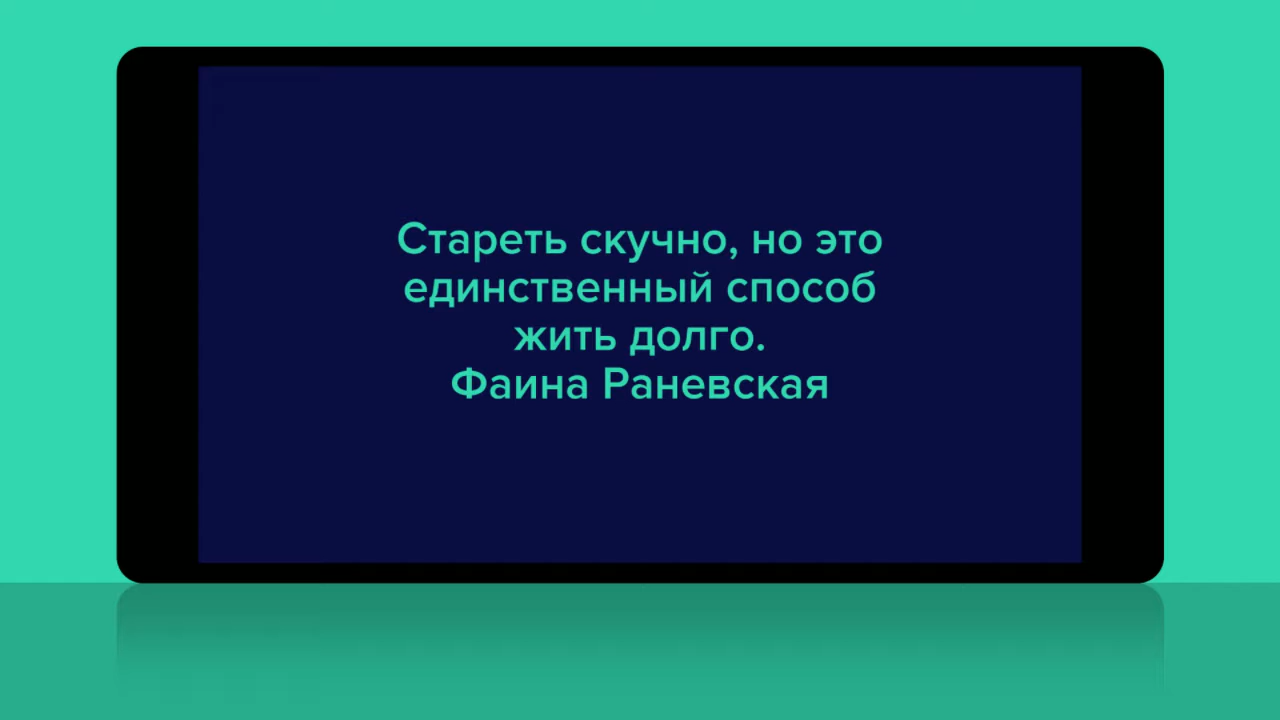 Стареть скучно, но это
единственный способ
жить долго.
Фаина Раневская